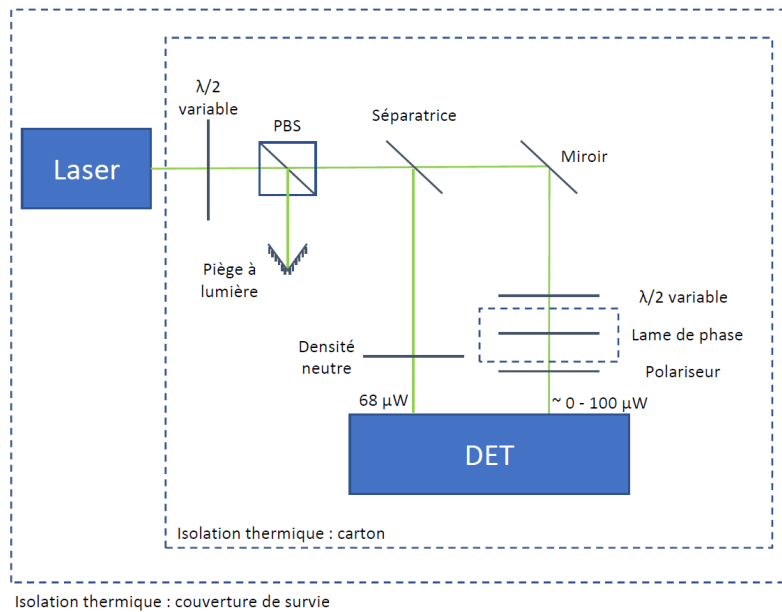 λ/2
variable
PBS
Séparatrice
Laser
Miroir
Piège à
lumière
λ/2 variable
Lame de phase
Densité
neutre
Polariseur
68 µW
~ 0 - 100 µW
DET
Isolation thermique : carton
Isolation thermique : couverture de survie